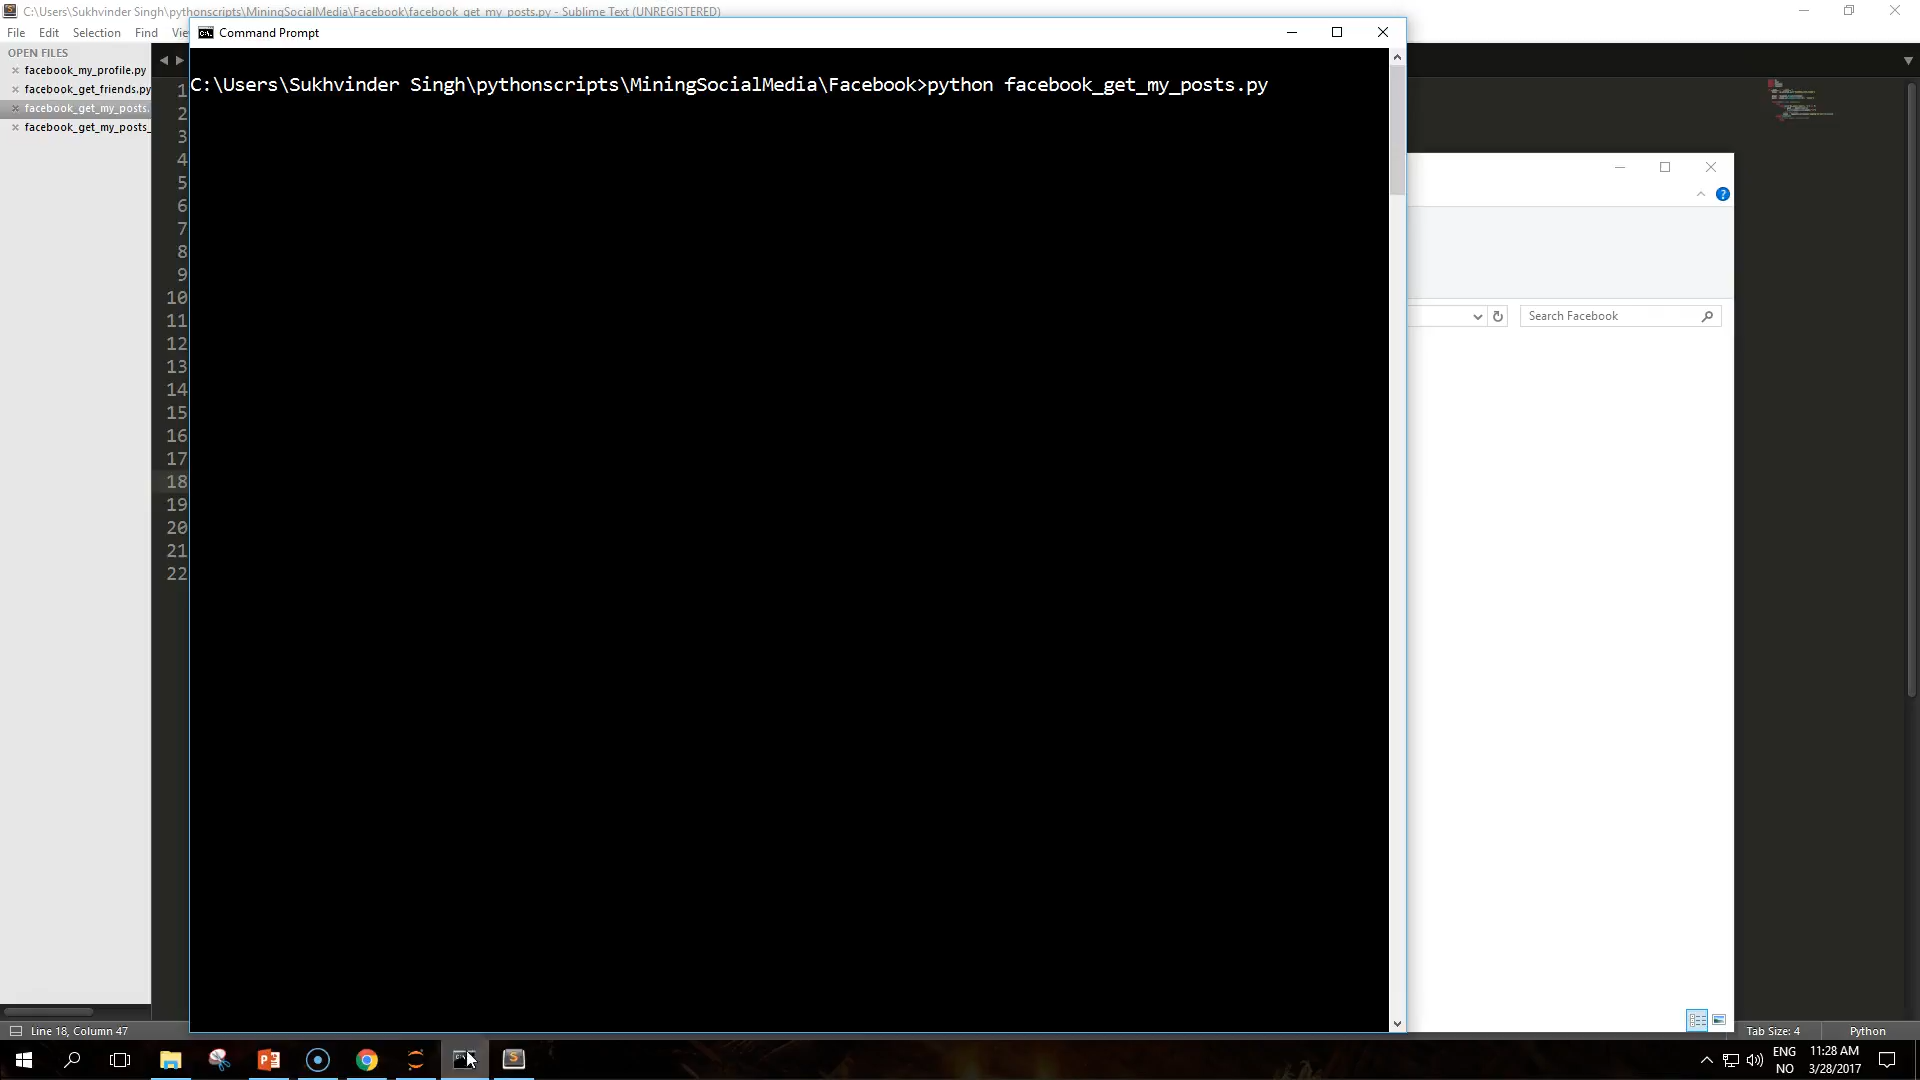 C:\Users\Sukhvinder Singh\pythonscripts\MiningSocialMedia\Facebook\facebook_get_my_posts.py - Sublime Text (UNREGISTERED)
File Edit Selection Find
Command Prompt
OPEN FILES
facebook_my_profile.py
facebook_get_friends.py
facebook_get_my_posts.
facebook_get_my_posts_
C:\Users\Sukhvinder Singh\pythonscripts\MiningSocialMedia\Facebook>python facebook_get_my_posts.py
1
2
3
4
5
6
7
8
9
10
11
12
13
14
15
16
17
18
19
20
21
22
Search Facebook
Line 18, Column 47
Tab Size: 4
Python
ENG
NO
11:28 AM
3/28/2017